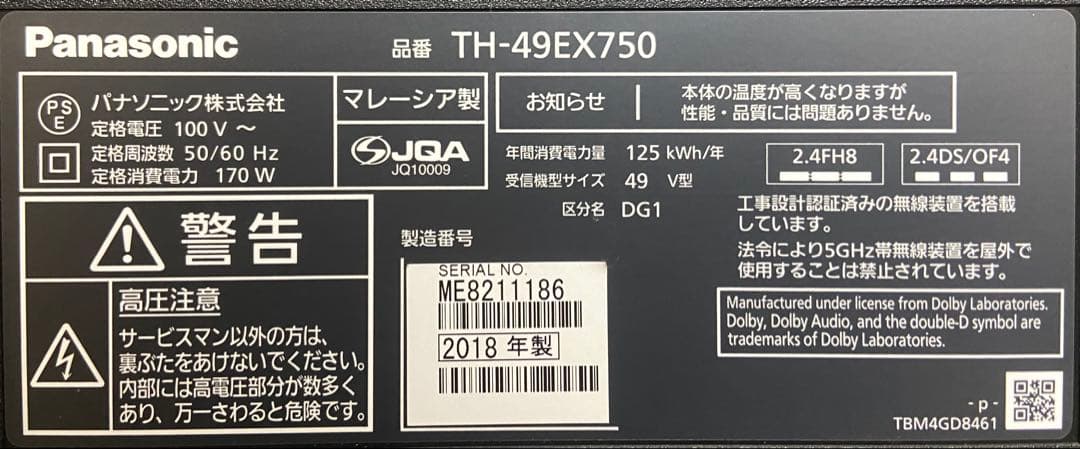 Panasonic
品番 TH-49EX750
PS
E
パナソニック株式会社
定格電圧 100 V ～
定格周波数 50/60 Hz
定格消費電力 170 W
マレーシア製
JQA
JQ10009
お知らせ
本体の温度が高くなりますが
性能・品質には問題ありません。
年間消費電力量 125 kWh/年
受信機型サイズ 49 V型
区分名 DG1
2.4FH8
2.4DS/OF4
工事設計認証済みの無線装置を搭載
しています。
法令により5GHz帯無線装置を屋外で
使用することは禁止されています。
警告
高圧注意
サービスマン以外の方は、
裏ぶたをあけないでください。
内部には高電圧部分が数多く
あり、万一さわると危険です。
製造番号
SERIAL NO.
ME8211186
2018 年製
Manufactured under license from Dolby Laboratories.
Dolby, Dolby Audio, and the double-D symbol are
trademarks of Dolby Laboratories.
- p -
TBM4GD8461